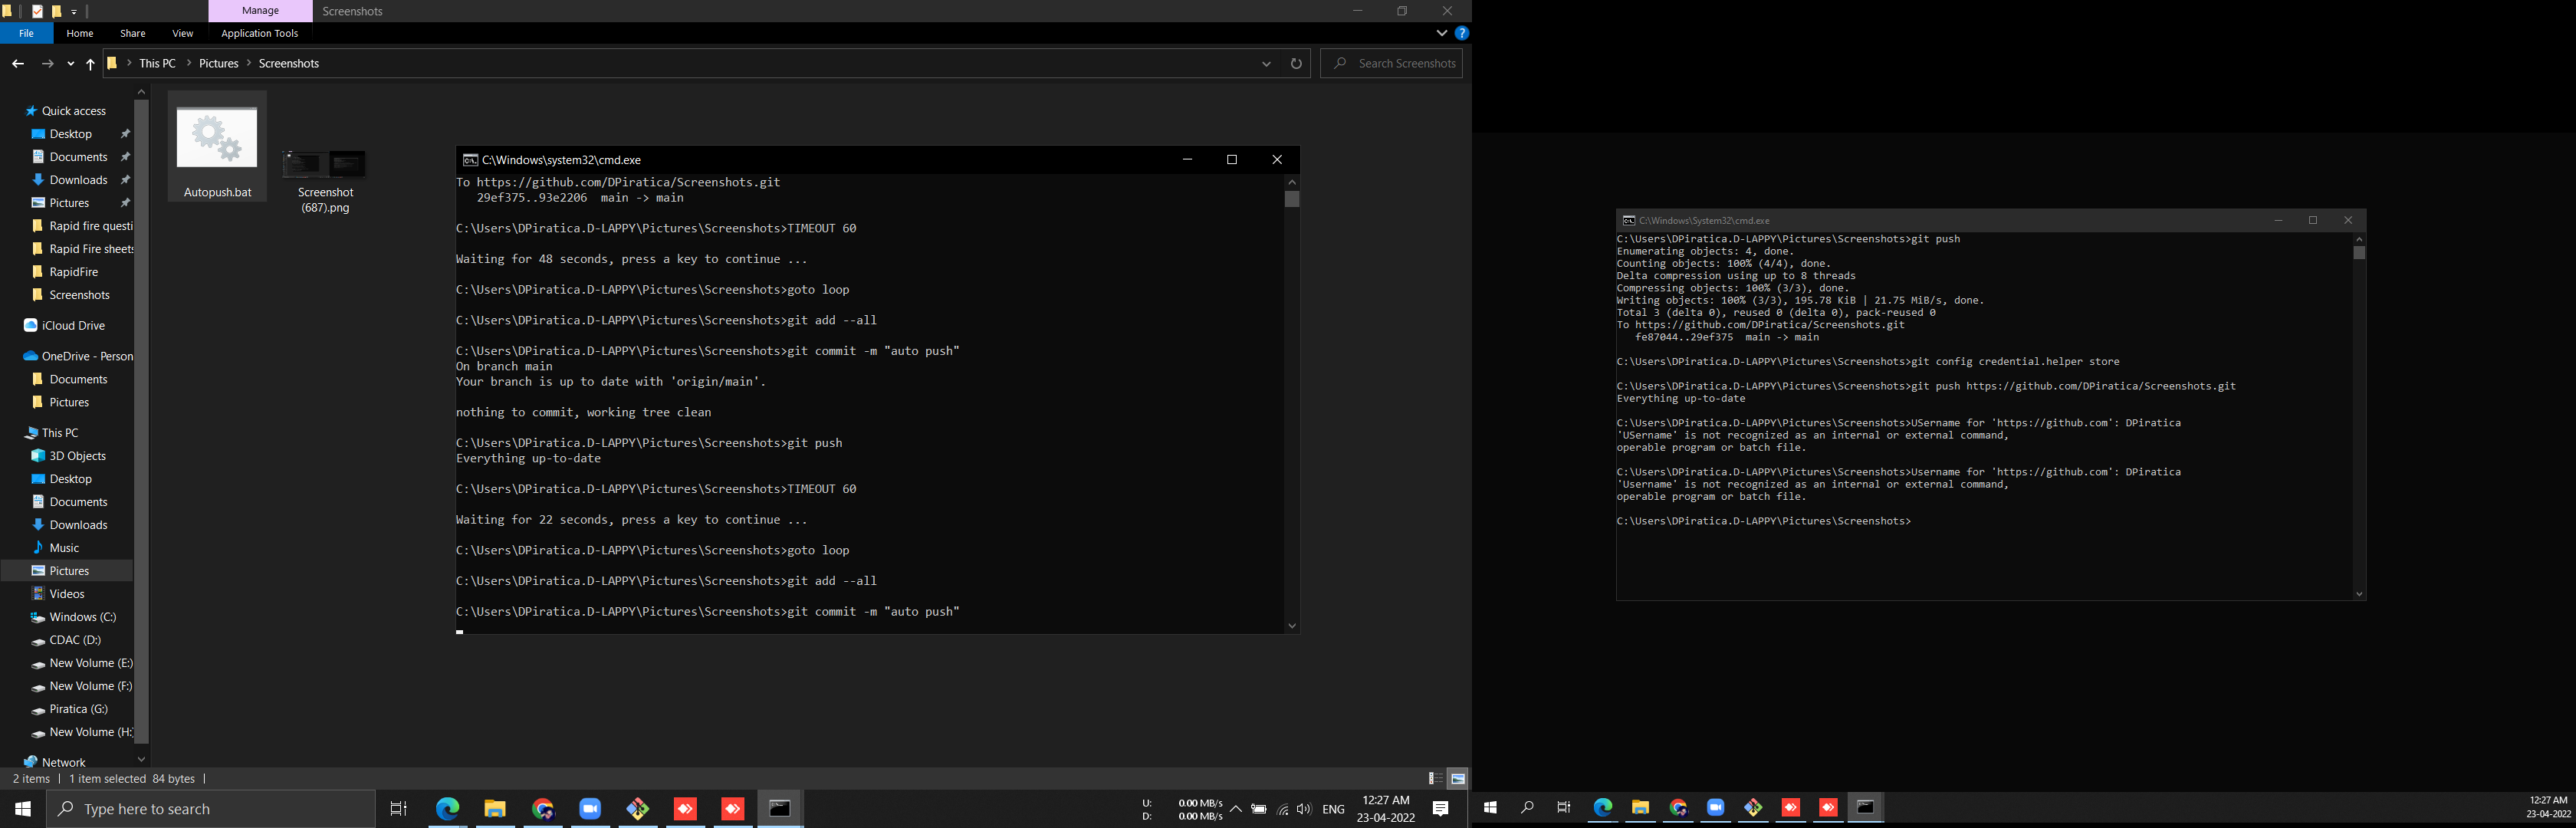 Manage
Screenshots
File
Home
Share
View
Application Tools
This PC
Pictures
Screenshots
Search Screenshots
Quick access
Desktop
Documents
Downloads
Pictures
Rapid fire questi
Rapid Fire sheets
RapidFire
Screenshots
iCloud Drive
OneDrive - Person
Documents
Pictures
This PC
3D Objects
Desktop
Documents
Downloads
Music
Pictures
Videos
Windows (C:)
CDAC (D:)
New Volume (E:)
New Volume (F:)
Piratica (G:)
New Volume (H:)
Network
Autopush.bat
Screenshot
(687).png
C:\Windows\system32\cmd.exe
To https://github.com/DPiratica/Screenshots.git
29ef375..93e2206  main -> main
C:\Users\DPiratica.D-LAPPY\Pictures\Screenshots>TIMEOUT 60
Waiting for 48 seconds, press a key to continue ...
C:\Users\DPiratica.D-LAPPY\Pictures\Screenshots>goto loop
C:\Users\DPiratica.D-LAPPY\Pictures\Screenshots>git add --all
C:\Users\DPiratica.D-LAPPY\Pictures\Screenshots>git commit -m "auto push"
On branch main
Your branch is up to date with 'origin/main'.
nothing to commit, working tree clean
C:\Users\DPiratica.D-LAPPY\Pictures\Screenshots>git push
Everything up-to-date
C:\Users\DPiratica.D-LAPPY\Pictures\Screenshots>TIMEOUT 60
Waiting for 22 seconds, press a key to continue ...
C:\Users\DPiratica.D-LAPPY\Pictures\Screenshots>goto loop
C:\Users\DPiratica.D-LAPPY\Pictures\Screenshots>git add --all
C:\Users\DPiratica.D-LAPPY\Pictures\Screenshots>git commit -m "auto push"
2 items
1 item selected  84 bytes
Type here to search
U: 0.00 MB/s
D: 0.00 MB/s
ENG
12:27 AM
23-04-2022
C:\Windows\System32\cmd.exe
C:\Users\DPiratica.D-LAPPY\Pictures\Screenshots>git push
Enumerating objects: 4, done.
Counting objects: 100% (4/4), done.
Delta compression using up to 8 threads
Compressing objects: 100% (3/3), done.
Writing objects: 100% (3/3), 195.78 KiB | 21.75 MiB/s, done.
Total 3 (delta 0), reused 0 (delta 0), pack-reused 0
To https://github.com/DPiratica/Screenshots.git
fe87044..29ef375  main -> main
C:\Users\DPiratica.D-LAPPY\Pictures\Screenshots>git config credential.helper store
C:\Users\DPiratica.D-LAPPY\Pictures\Screenshots>git push https://github.com/DPiratica/Screenshots.git
Everything up-to-date
C:\Users\DPiratica.D-LAPPY\Pictures\Screenshots>USername for 'https://github.com': DPiratica
'USername' is not recognized as an internal or external command,
operable program or batch file.
C:\Users\DPiratica.D-LAPPY\Pictures\Screenshots>Username for 'https://github.com': DPiratica
'Username' is not recognized as an internal or external command,
operable program or batch file.
C:\Users\DPiratica.D-LAPPY\Pictures\Screenshots>
12:27 AM
23-04-2022